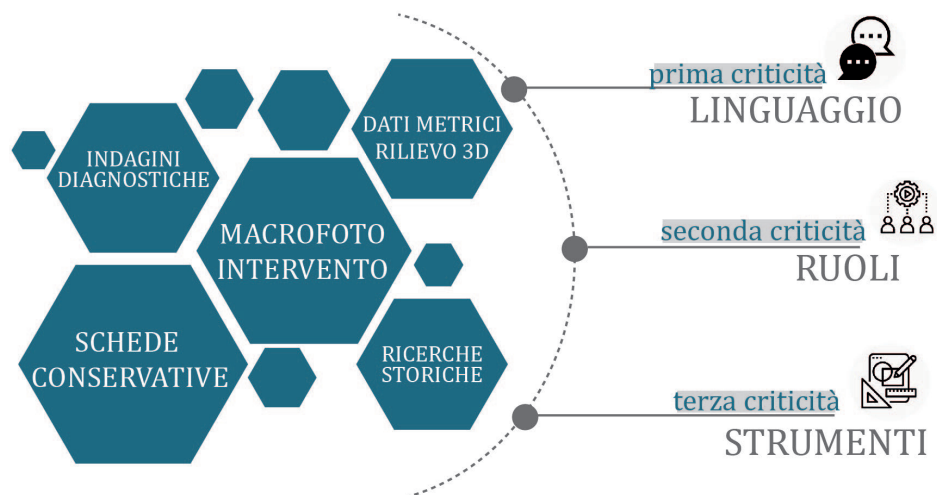 INDAGINI
DIAGNOSTICHE
DATI METRICI
RILIEVO 3D
MACROFOTO
INTERVENTO
SCHEDE
CONSERVATIVE
RICERCHE
STORICHE
prima criticità
LINGUAGGIO
seconda criticità
RUOLI
terza criticità
STRUMENTI